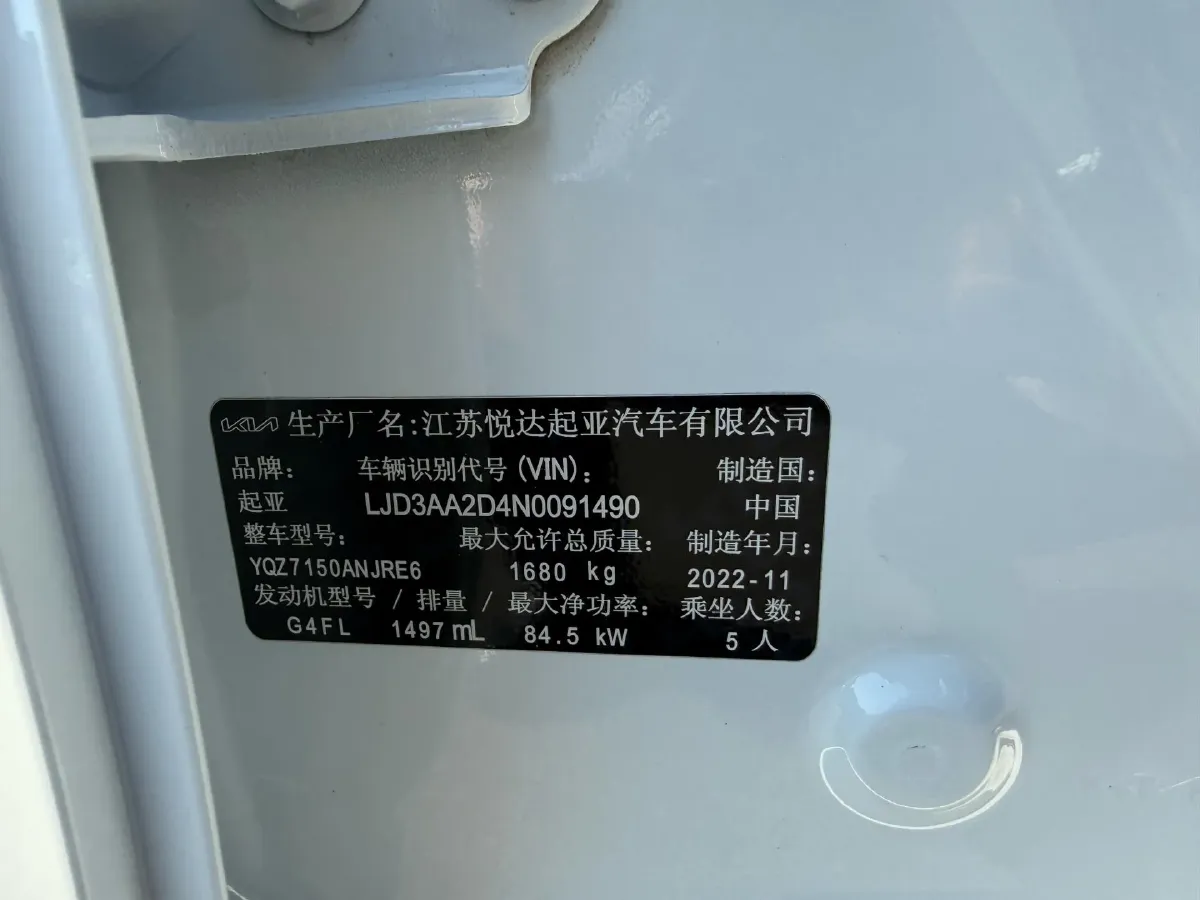 KIA 生产厂名:江苏悦达起亚汽车有限公司
品牌: 车辆识别代号(VIN): 制造国:
起亚 LJD3AA2D4N0091490 中国
整车型号: 最大允许总质量: 制造年月:
YQZ7150ANJRE6 1680 kg 2022-11
发动机型号 / 排量 / 最大净功率: 乘坐人数:
G4FL 1497 mL 84.5 kW 5 人